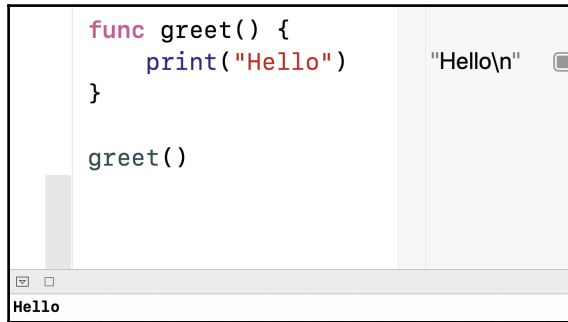 func greet() {
    print("Hello")    "Hello\n"
}
greet()
Hello